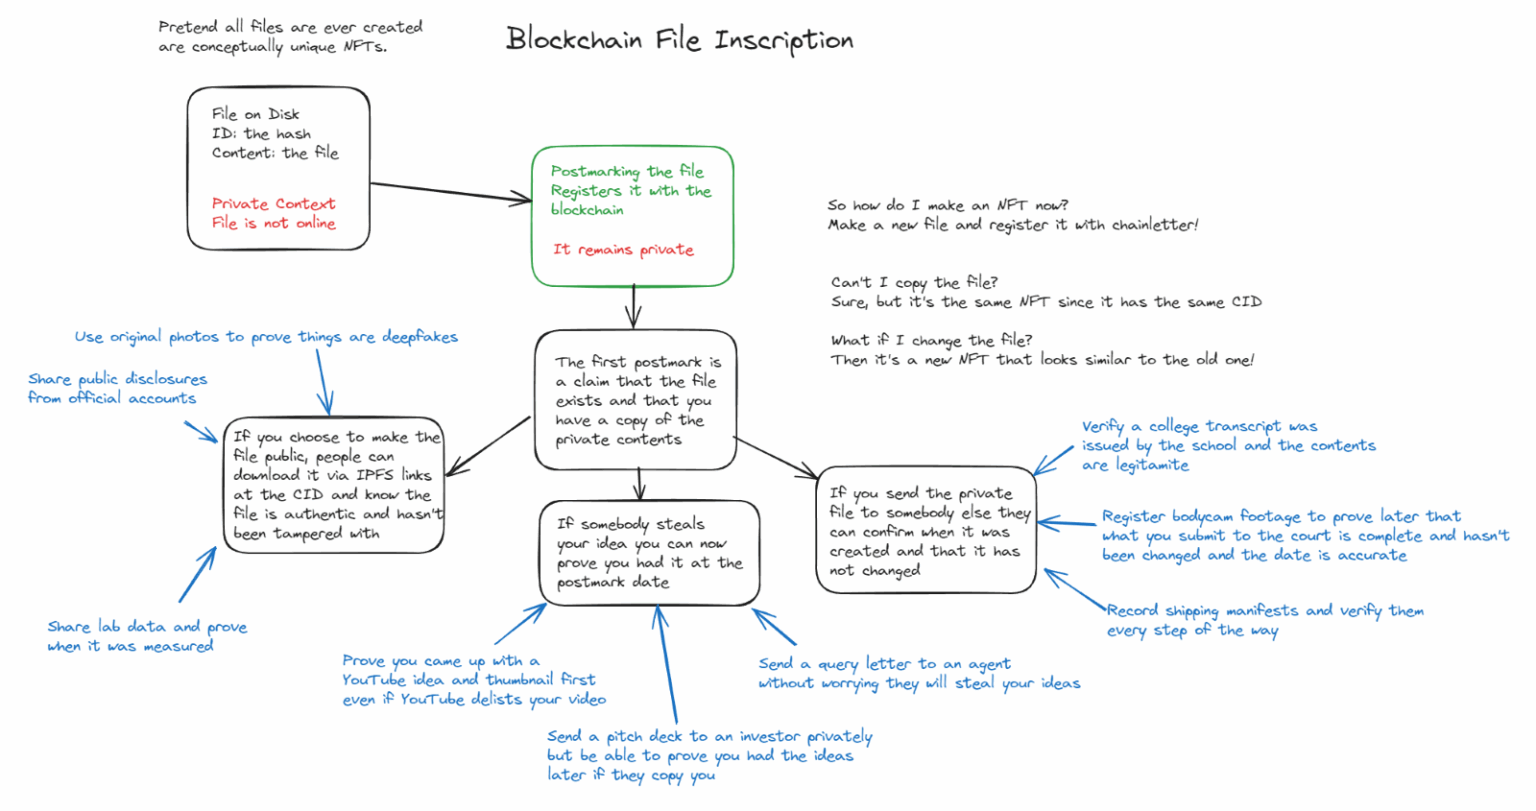 Pretend all files are ever created
are conceptually unique NFTs.
Blockchain File Inscription
File on Disk
ID: the hash
Content: the file
Private Context
File is not online
Postmarking the file
Registers it with the
blockchain
It remains private
So how do I make an NFT now?
Make a new file and register it with chainletter!
Can't I copy the file?
Sure, but it's the same NFT since it has the same CID
What if I change the file?
Then it's a new NFT that looks similar to the old one!
Use original photos to prove things are deepfakes
Share public disclosures
from official accounts
The first postmark is
a claim that the file
exists and that you
have a copy of the
private contents
If you choose to make the
file public, people can
download it via IPFS links
at the CID and know the
file is authentic and hasn't
been tampered with
If somebody steals
your idea you can now
prove you had it at the
postmark date
If you send the private
file to somebody else they
can confirm when it was
created and that it has
not changed
Verify a college transcript was
issued by the school and the contents
are legitamite
Register bodycam footage to prove later that
what you submit to the court is complete and hasn't
been changed and the date is accurate
Record shipping manifests and verify them
every step of the way
Share lab data and prove
when it was measured
Prove you came up with a
YouTube idea and thumbnail first
even if YouTube delists your video
Send a query letter to an agent
without worrying they will steal your ideas
Send a pitch deck to an investor privately
but be able to prove you had the ideas
later if they copy you